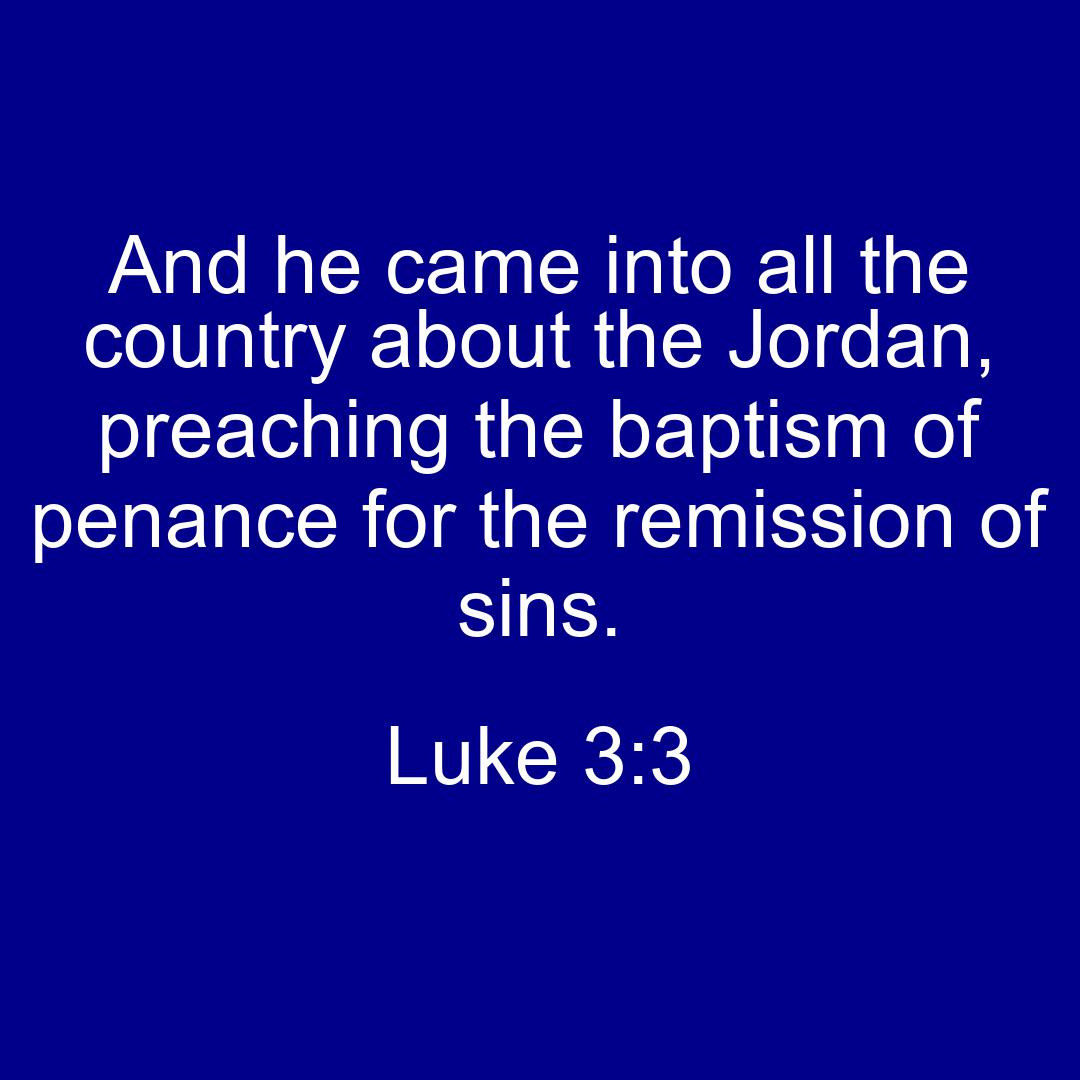 And he came into all the
country about the Jordan,
preaching the baptism of
penance for the remission of
sins.
Luke 3:3